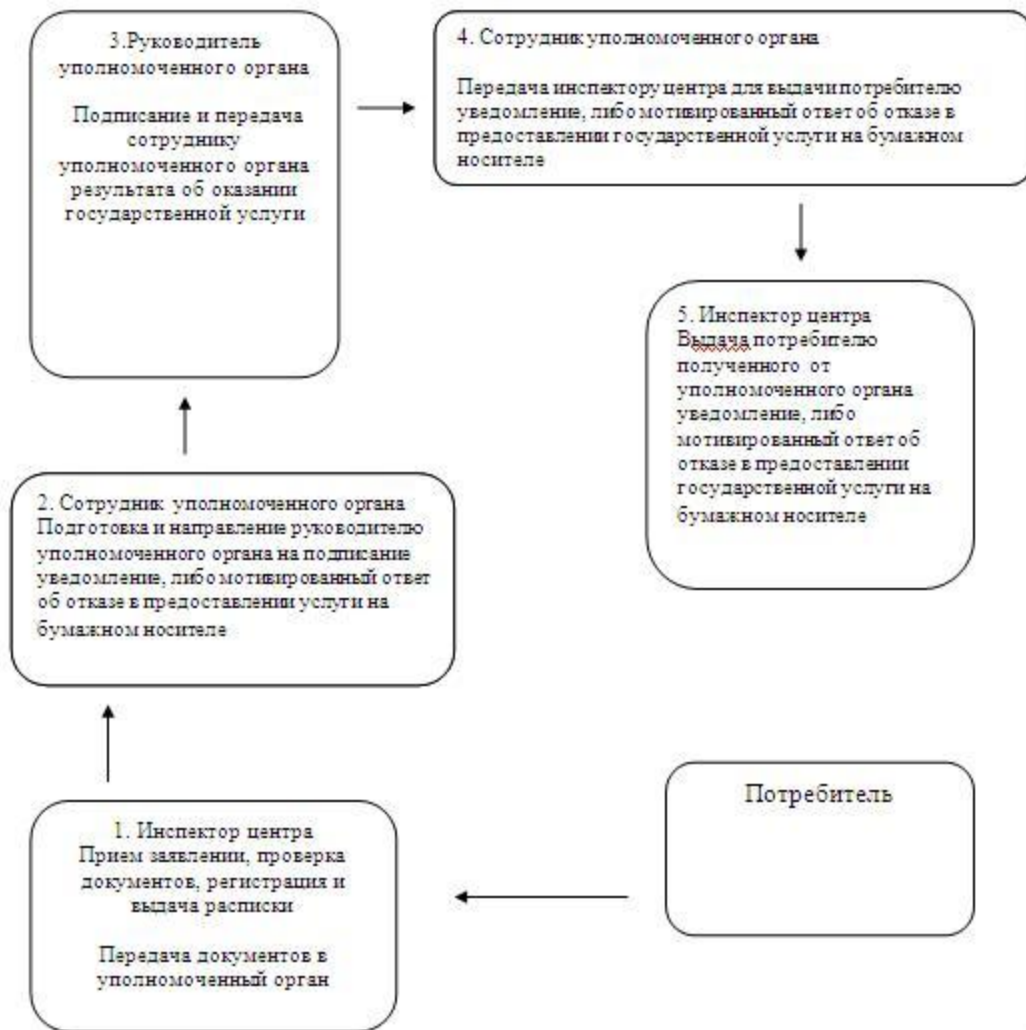 3.Руководитель
уполномоченного органа
Подписание и передача
сотруднику
уполномоченного органа
результата об оказании
государственной услуги
4. Сотрудник уполномоченного органа
Передача инспектору центра для выдачи потребителю
уведомление, либо мотивированный ответ об отказе в
предоставлении государственной услуги на бумажном
носителе
5. Инспектор центра
Выдача потребителю
полученного от
уполномоченного органа
уведомление, либо
мотивированный ответ об
отказе в предоставлении
государственной услуги на
бумажном носителе
2. Сотрудник уполномоченного органа
Подготовка и направление руководителю
уполномоченного органа на подписание
уведомление, либо мотивированный ответ
об отказе в предоставлении услуги на
бумажном носителе
1. Инспектор центра
Прием заявлении, проверка
документов, регистрация и
выдача расписки
Передача документов в
уполномоченный орган
Потребитель